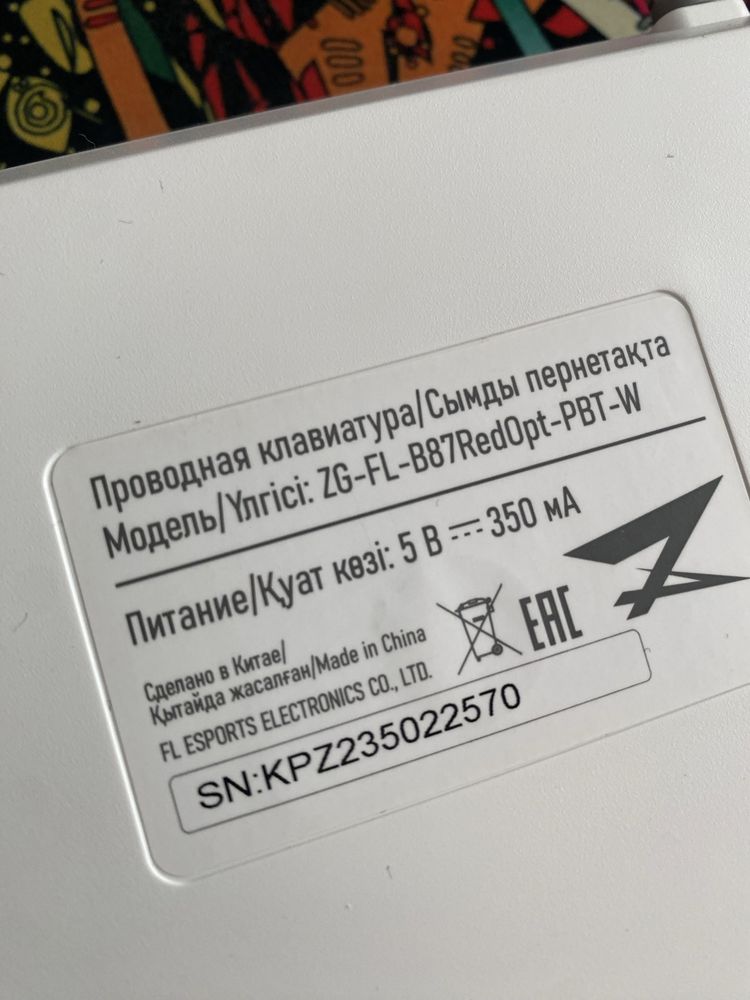 Проводная клавиатура/Сымды пернетақта
Модель/Үлгісі: ZG-FL-B87RedOpt-PBT-W
Питание/Қуат көзі: 5 В ⎓ 350 мА
Сделано в Китае/
Қытайда жасалған/Made in China
FL ESPORTS ELECTRONICS CO., LTD.
EAC
SN:KPZ235022570